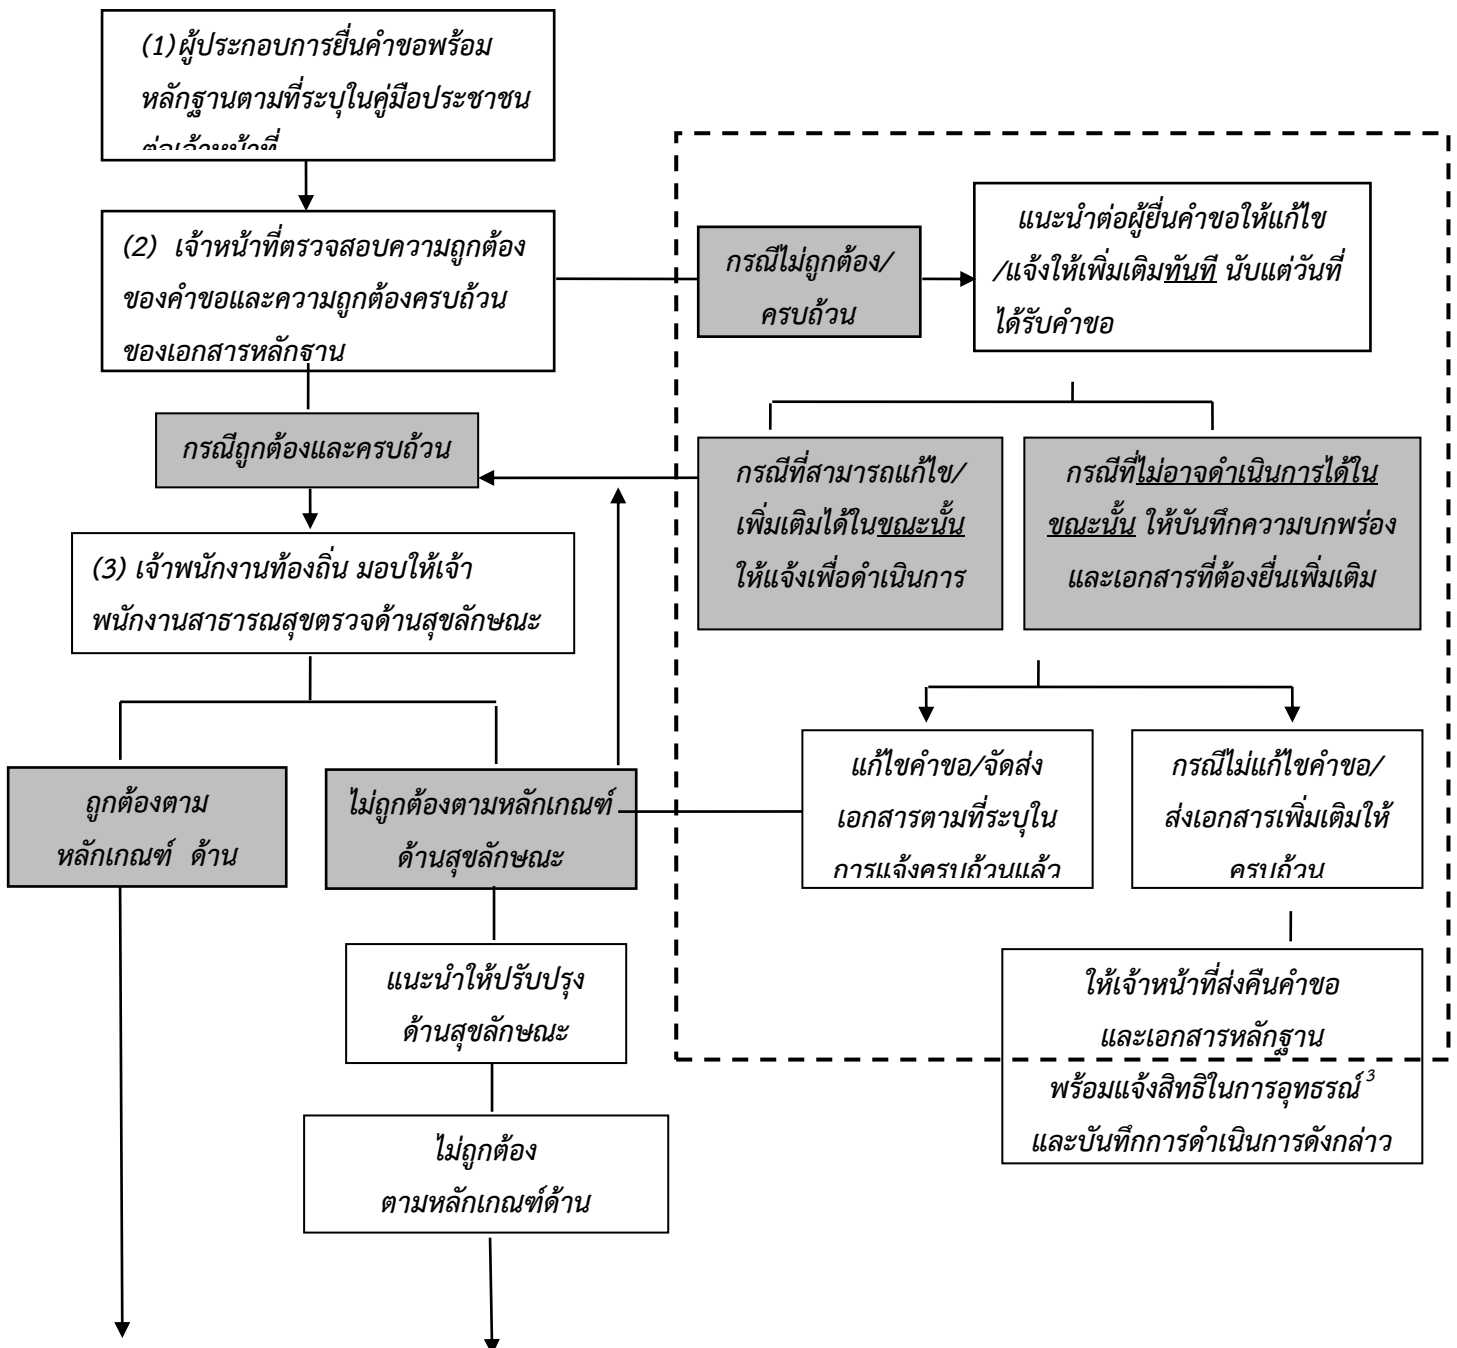 (1)ผู้ประกอบการยื่นคำขอพร้อม
หลักฐานตามที่ระบุในคู่มือประชาชน
ต่อเจ้าหน้าที่
(2) เจ้าหน้าที่ตรวจสอบความถูกต้อง
ของคำขอและความถูกต้องครบถ้วน
ของเอกสารหลักฐาน
กรณีไม่ถูกต้อง/
ครบถ้วน
แนะนำต่อผู้ยื่นคำขอให้แก้ไข
/แจ้งให้เพิ่มเติมทันที นับแต่วันที่
ได้รับคำขอ
กรณีถูกต้องและครบถ้วน
กรณีที่สามารถแก้ไข/
เพิ่มเติมได้ในขณะนั้น
ให้แจ้งเพื่อดำเนินการ
กรณีที่ไม่อาจดำเนินการได้ใน
ขณะนั้น ให้บันทึกความบกพร่อง
และเอกสารที่ต้องยื่นเพิ่มเติม
(3) เจ้าพนักงานท้องถิ่น มอบให้เจ้า
พนักงานสาธารณสุขตรวจด้านสุขลักษณะ
ถูกต้องตาม
หลักเกณฑ์ ด้าน
ไม่ถูกต้องตามหลักเกณฑ์
ด้านสุขลักษณะ
แก้ไขคำขอ/จัดส่ง
เอกสารตามที่ระบุใน
การแจ้งครบถ้วนแล้ว
กรณีไม่แก้ไขคำขอ/
ส่งเอกสารเพิ่มเติมให้
ครบถ้วน
แนะนำให้ปรับปรุง
ด้านสุขลักษณะ
ให้เจ้าหน้าที่ส่งคืนคำขอ
และเอกสารหลักฐาน
พร้อมแจ้งสิทธิในการอุทธรณ์³
และบันทึกการดำเนินการดังกล่าว
ไม่ถูกต้อง
ตามหลักเกณฑ์ด้าน